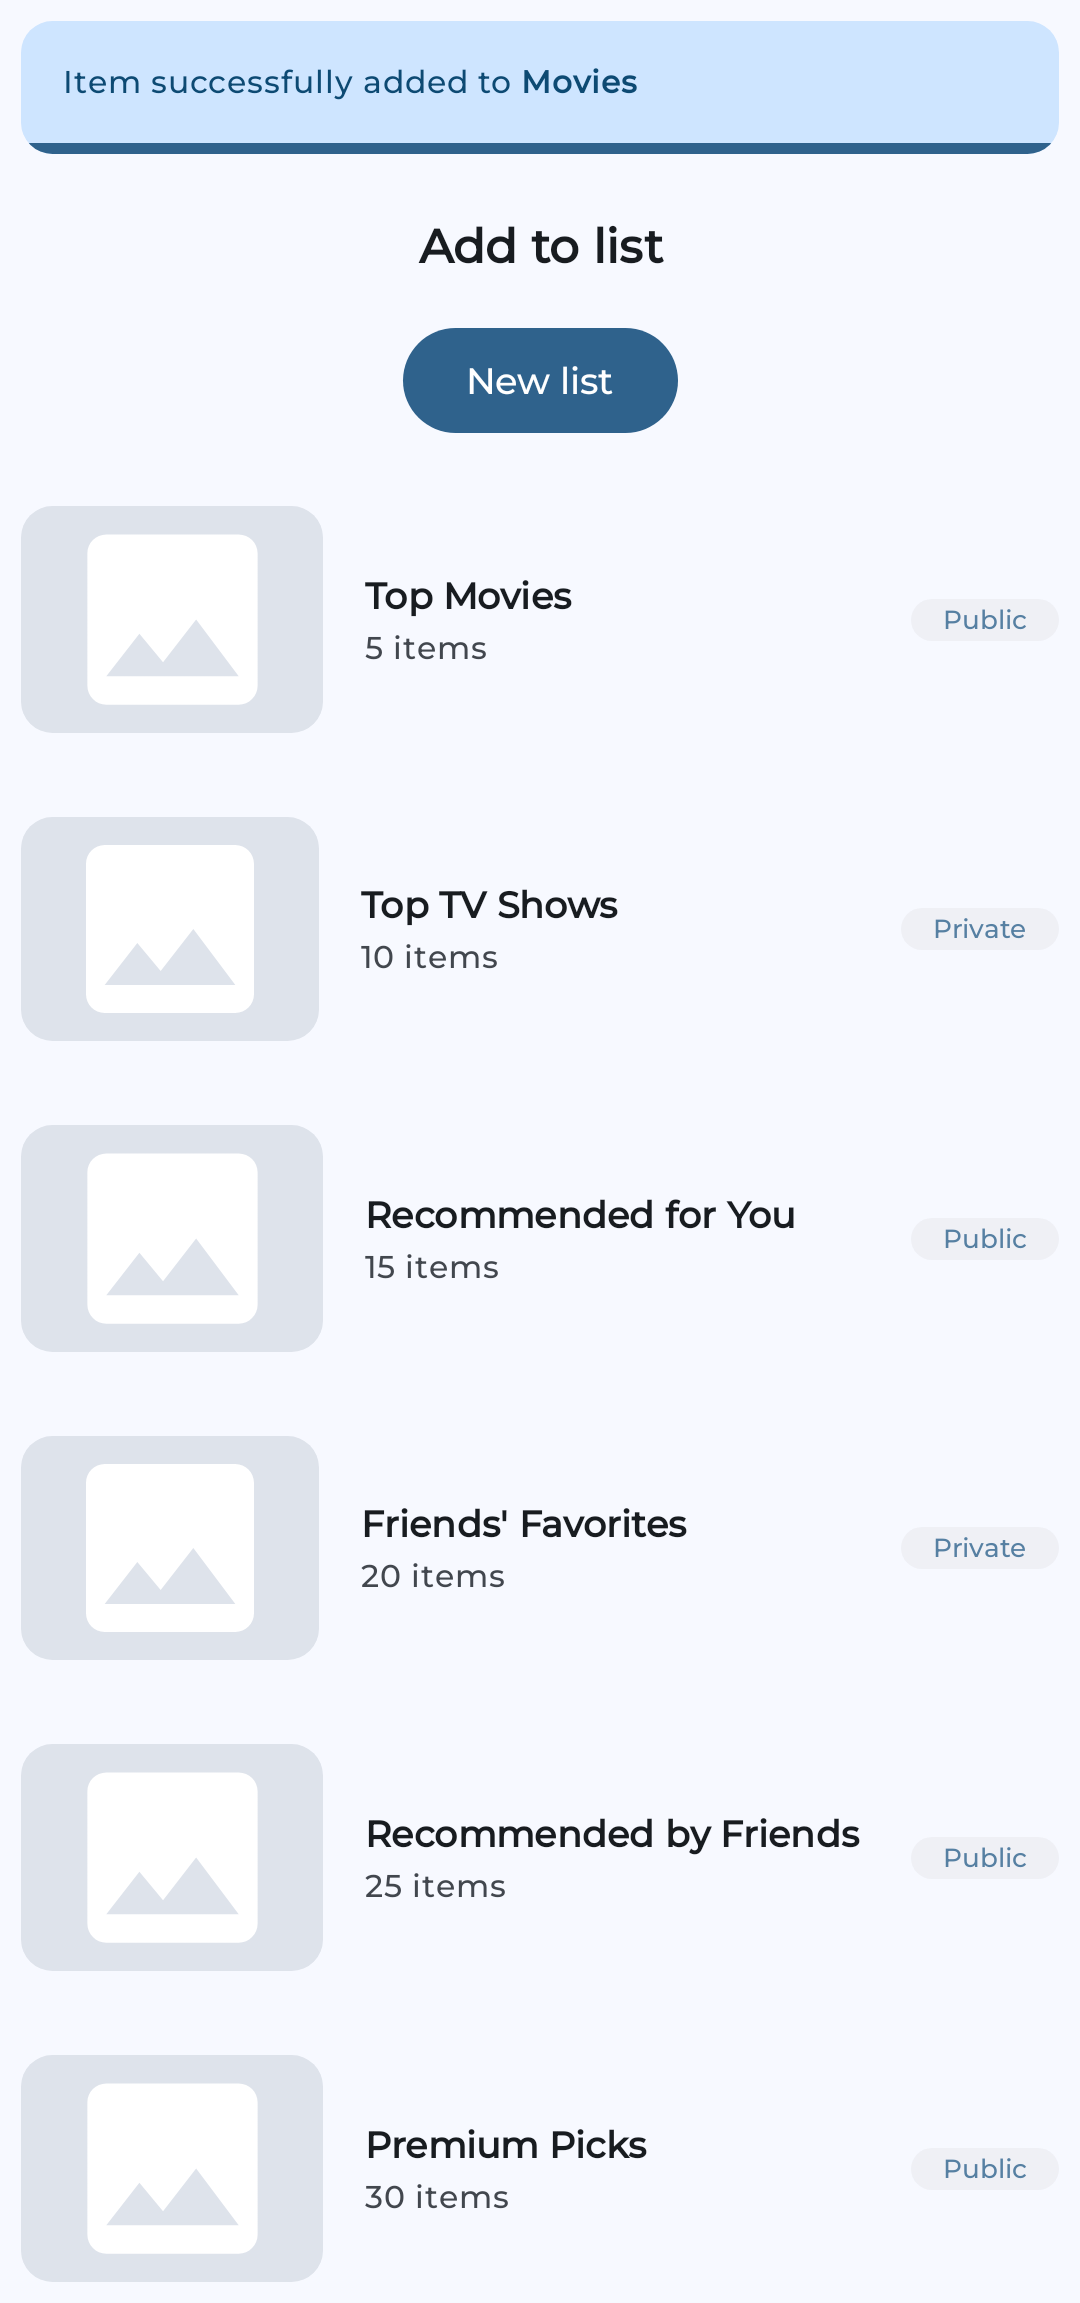 Item successfully added to Movies
Add to list
New list
Top Movies
5 items
Public
Top TV Shows
10 items
Private
Recommended for You
15 items
Public
Friends' Favorites
20 items
Private
Recommended by Friends
25 items
Public
Premium Picks
30 items
Public